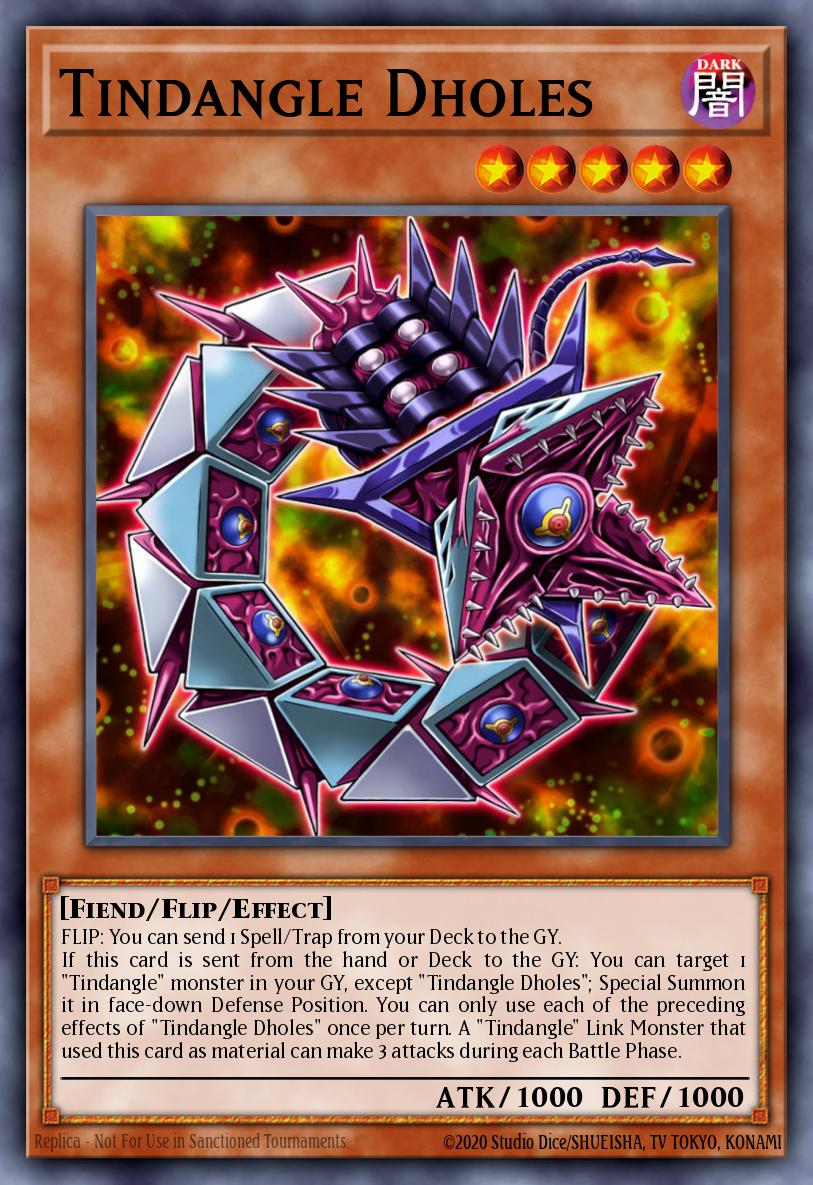 Tindangle Dholes
DARK
闇
[Fiend/Flip/Effect]
FLIP: You can send 1 Spell/Trap from your Deck to the GY.
If this card is sent from the hand or Deck to the GY: You can target 1
"Tindangle" monster in your GY, except "Tindangle Dholes"; Special Summon
it in face-down Defense Position. You can only use each of the preceding
effects of "Tindangle Dholes" once per turn. A "Tindangle" Link Monster that
used this card as material can make 3 attacks during each Battle Phase.
ATK/1000 DEF/1000
Replica - Not For Use in Sanctioned Tournaments.
©2020 Studio Dice/SHUEISHA, TV TOKYO, KONAMI